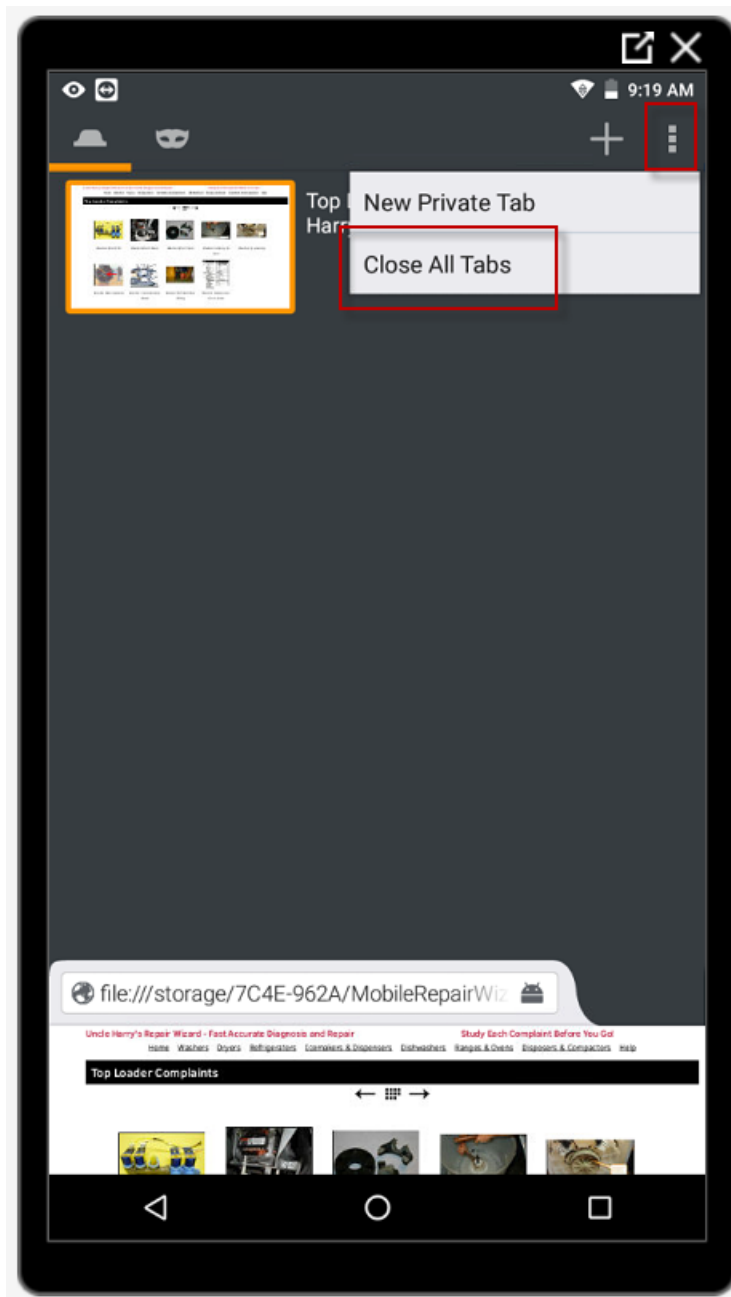 9:19 AM
New Private Tab
Close All Tabs
Top
Harry
file:///storage/7C4E-962A/MobileRepairWiz
Uncle Harry's Repair Wizard - Fast Accurate Diagnosis and Repair Study Each Complaint Before You Go!
Home Washers Dryers Refrigerators Icemakers & Dispensers Dishwashers Ranges & Ovens Disposers & Compactors Help
Top Loader Complaints